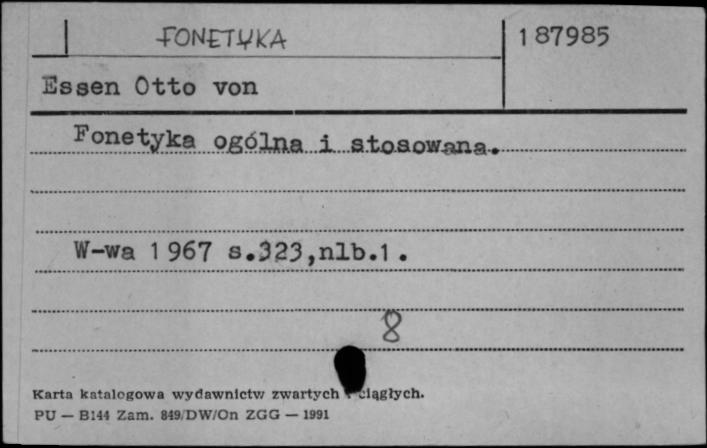 FONETYKA
187985
Essen Otto von
Fonetyka ogólna i stosowana.
W-wa 1967 s.323,nlb.1.
8
Karta katalogowa wydawnictw zwartych ciągłych.
PU — B144 Zam. 849/DW/On ZGG — 1991